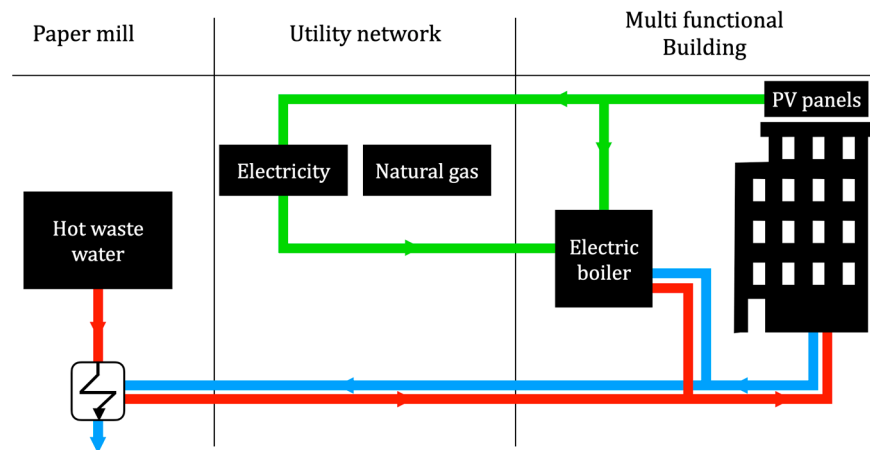 Paper mill
Utility network
Multi functional
Building
PV panels
Electricity
Natural gas
Hot waste
water
Electric
boiler